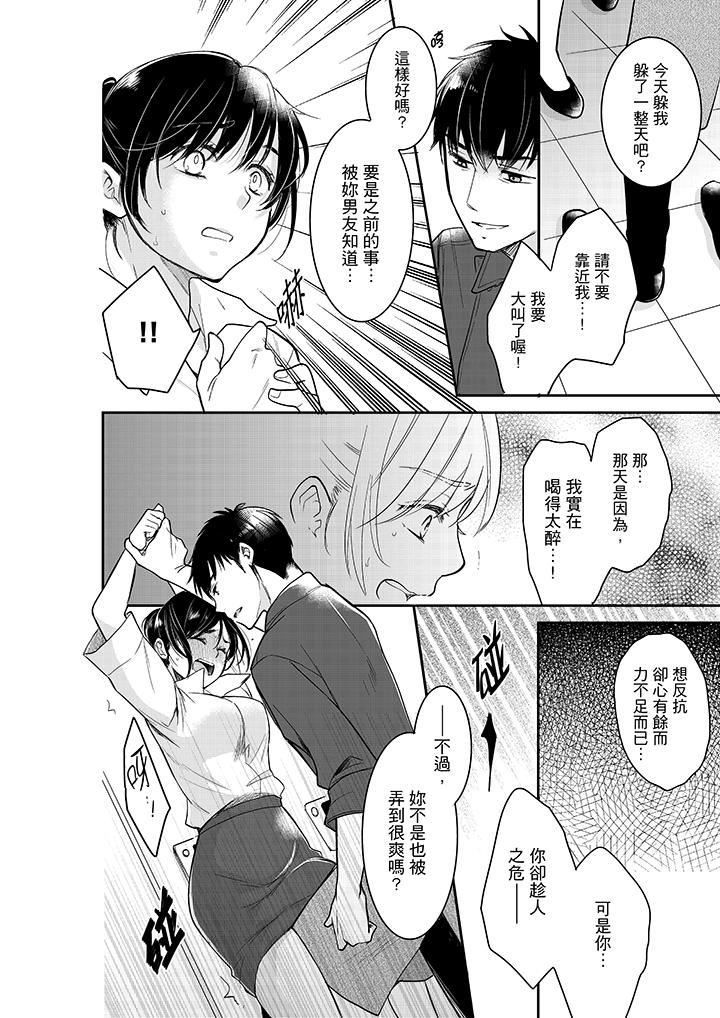 今天躲我
躲了一整天吧？
請不要
靠近我…！
我要
大叫了喔！
這樣好嗎？
要是之前的事…
被妳男友知道…
嚇
!!
那…
那天是因為，
我實在
喝得太醉…！
想反抗
卻心有餘而
力不足而已…
可是你…
你卻趁人
之危——
碰
——不過，
妳不是也被
弄到很爽嗎？
呀…！
碰